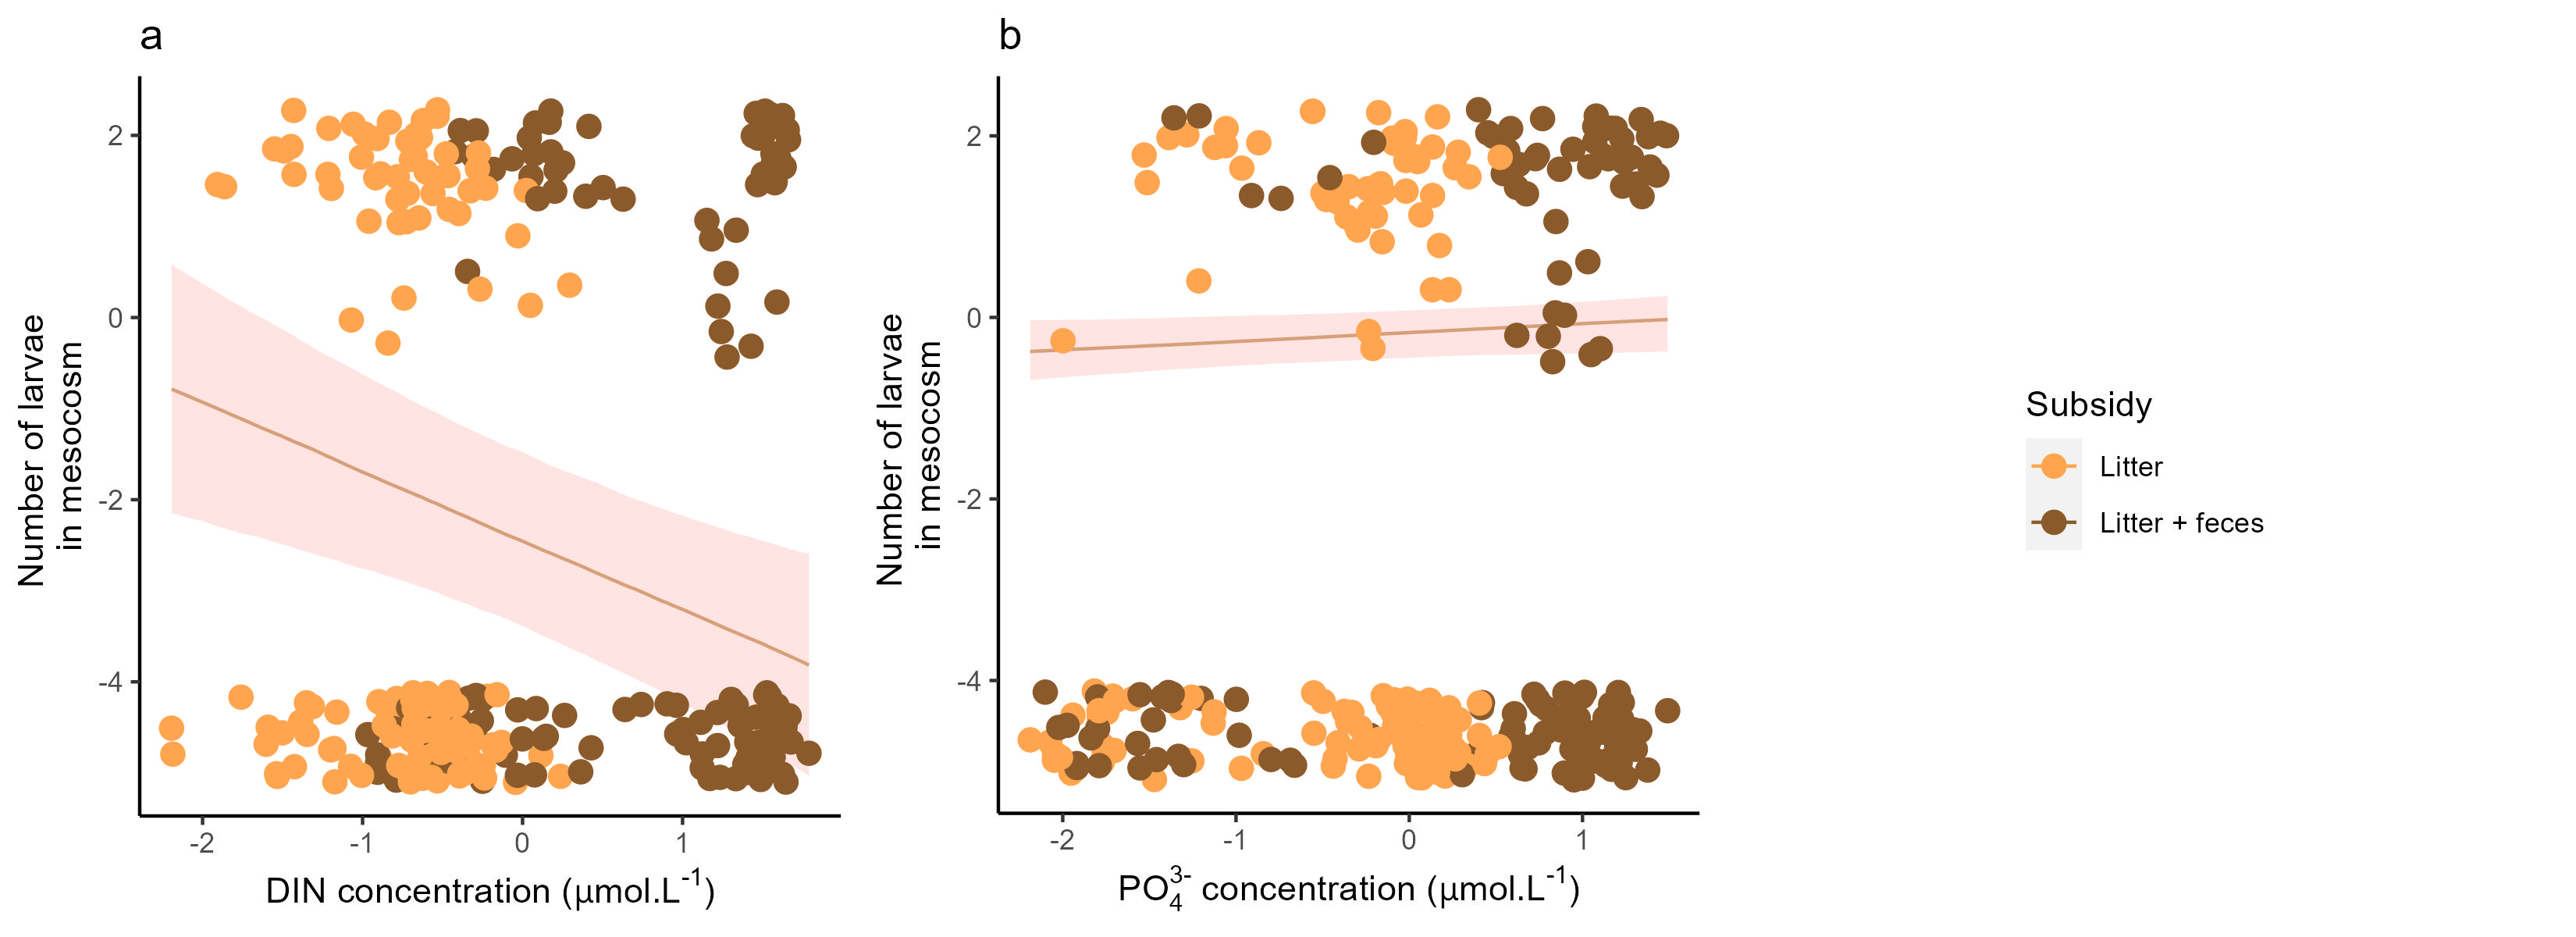 a
2
0
-2
-4
-2
-1
0
1
Number of larvae
in mesocosm
DIN concentration (µmol.L-1)
b
2
0
-2
-4
-2
-1
0
1
Number of larvae
in mesocosm
PO43- concentration (µmol.L-1)
Subsidy
Litter
Litter + feces